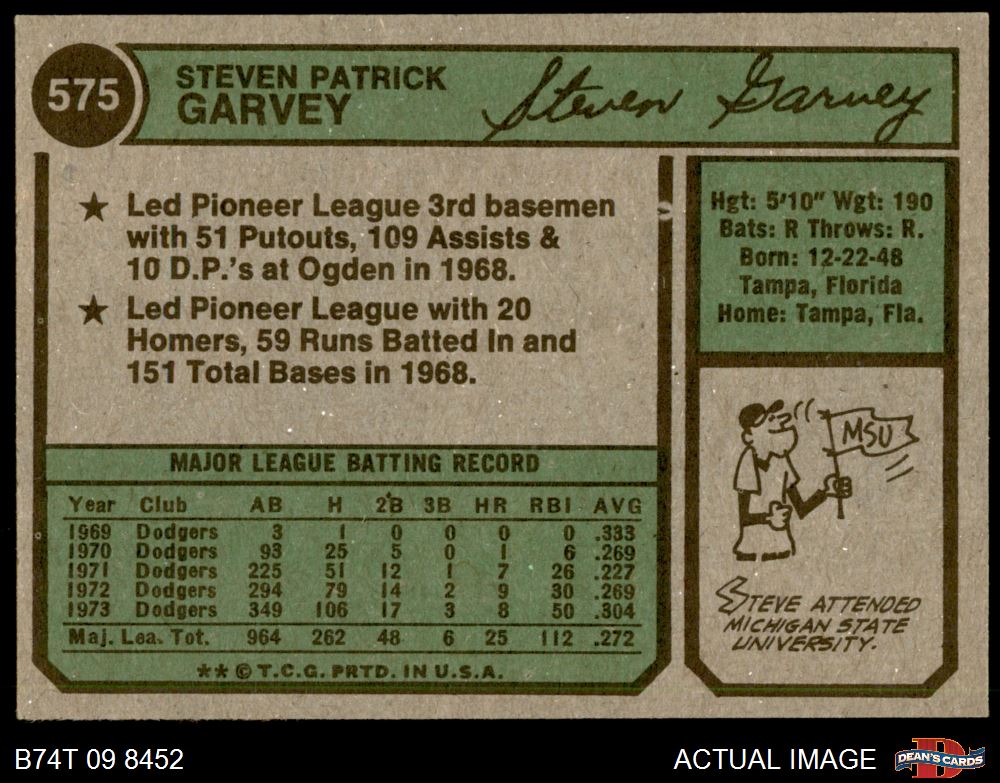 575
STEVEN PATRICK
GARVEY
Steven Garvey
★ Led Pioneer League 3rd basemen
with 51 Putouts, 109 Assists &
10 D.P.'s at Ogden in 1968.
★ Led Pioneer League with 20
Homers, 59 Runs Batted In and
151 Total Bases in 1968.
Hgt: 5'10" Wgt: 190
Bats: R Throws: R.
Born: 12-22-48
Tampa, Florida
Home: Tampa, Fla.
MAJOR LEAGUE BATTING RECORD
Year Club AB H 2B 3B HR RBI AVG
1969 Dodgers 3 1 0 0 0 0 .333
1970 Dodgers 93 25 5 0 1 6 .269
1971 Dodgers 225 51 12 1 7 26 .227
1972 Dodgers 294 79 14 2 9 30 .269
1973 Dodgers 349 106 17 3 8 50 .304
Maj. Lea. Tot. 964 262 48 6 25 112 .272
** © T.C.G. PRTD. IN U.S.A.
MSU
STEVE ATTENDED
MICHIGAN STATE
UNIVERSITY.
B74T 09 8452
ACTUAL IMAGE
D
DEAN'S CARDS